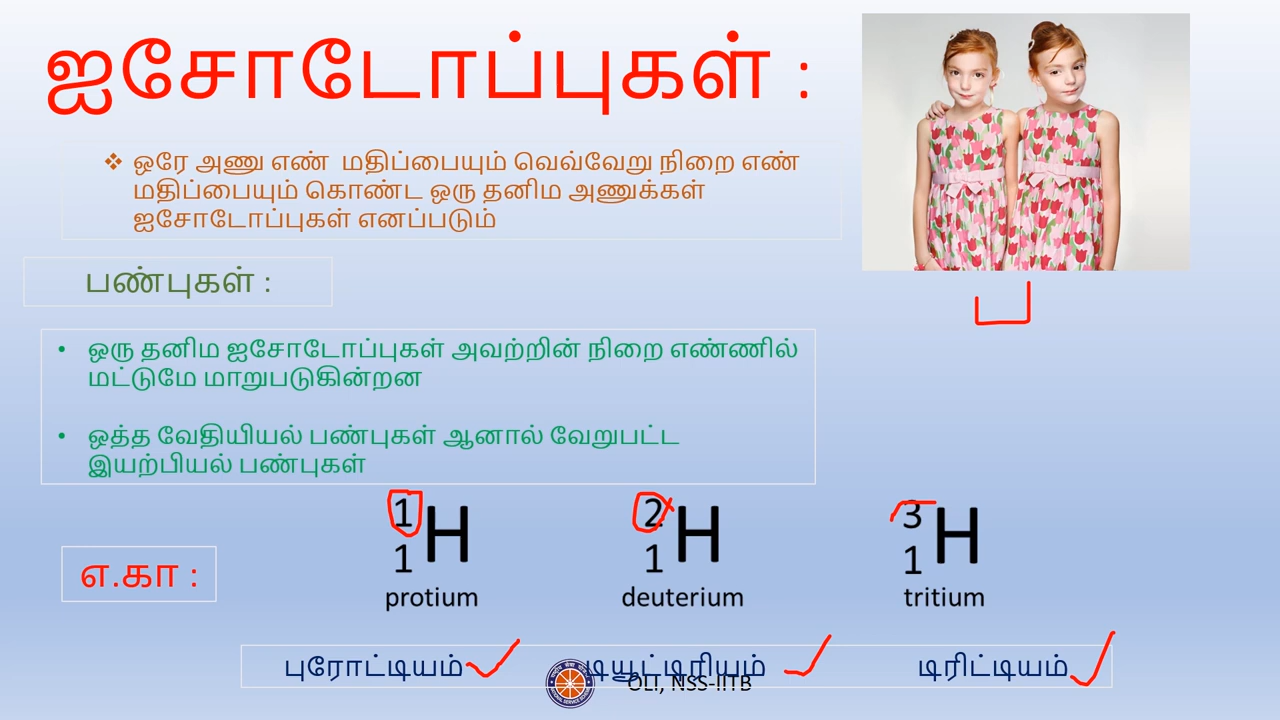 ஐசோடோப்புகள் :
❖ ஒரே அணு எண் மதிப்பையும் வெவ்வேறு நிறை எண்
மதிப்பையும் கொண்ட ஒரு தனிம அணுக்கள்
ஐசோடோப்புகள் எனப்படும்
பண்புகள் :
• ஒரு தனிம ஐசோடோப்புகள் அவற்றின் நிறை எண்ணில்
மட்டுமே மாறுபடுகின்றன
• ஒத்த வேதியியல் பண்புகள் ஆனால் வேறுபட்ட
இயற்பியல் பண்புகள்
எ.கா :
1 1 H 2 1 H 3 1 H
protium deuterium tritium
புரோட்டியம் டியூட்டிரியம் டிரிட்டியம்
OLI, NSS-IITB